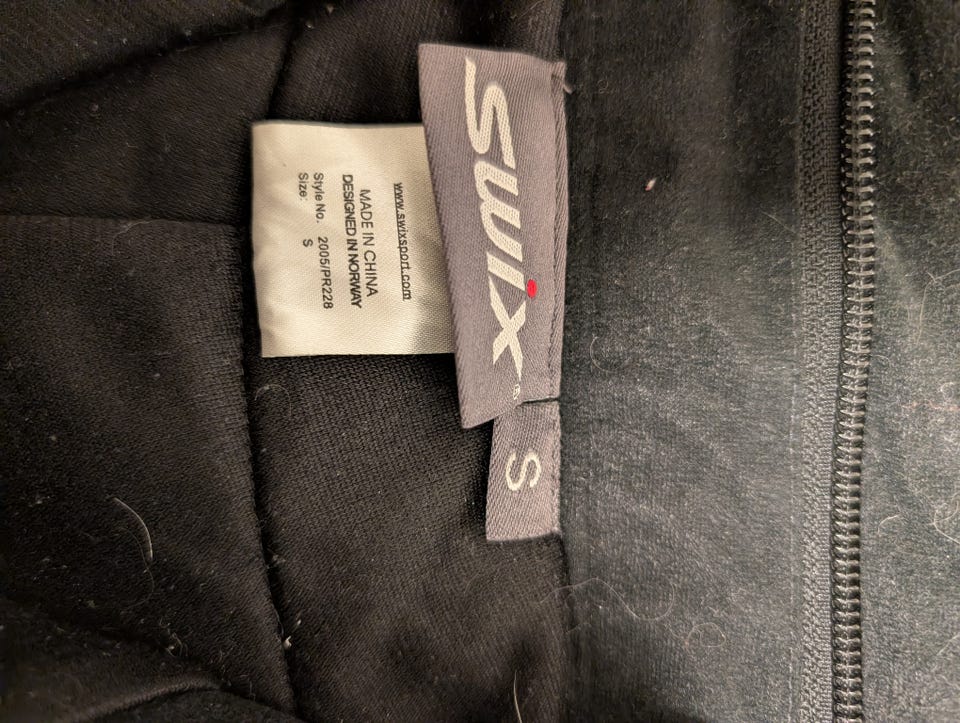 SWIX®
S
www.swixsport.com
MADE IN CHINA
DESIGNED IN NORWAY
Style No. 2005/PR228
Size: S